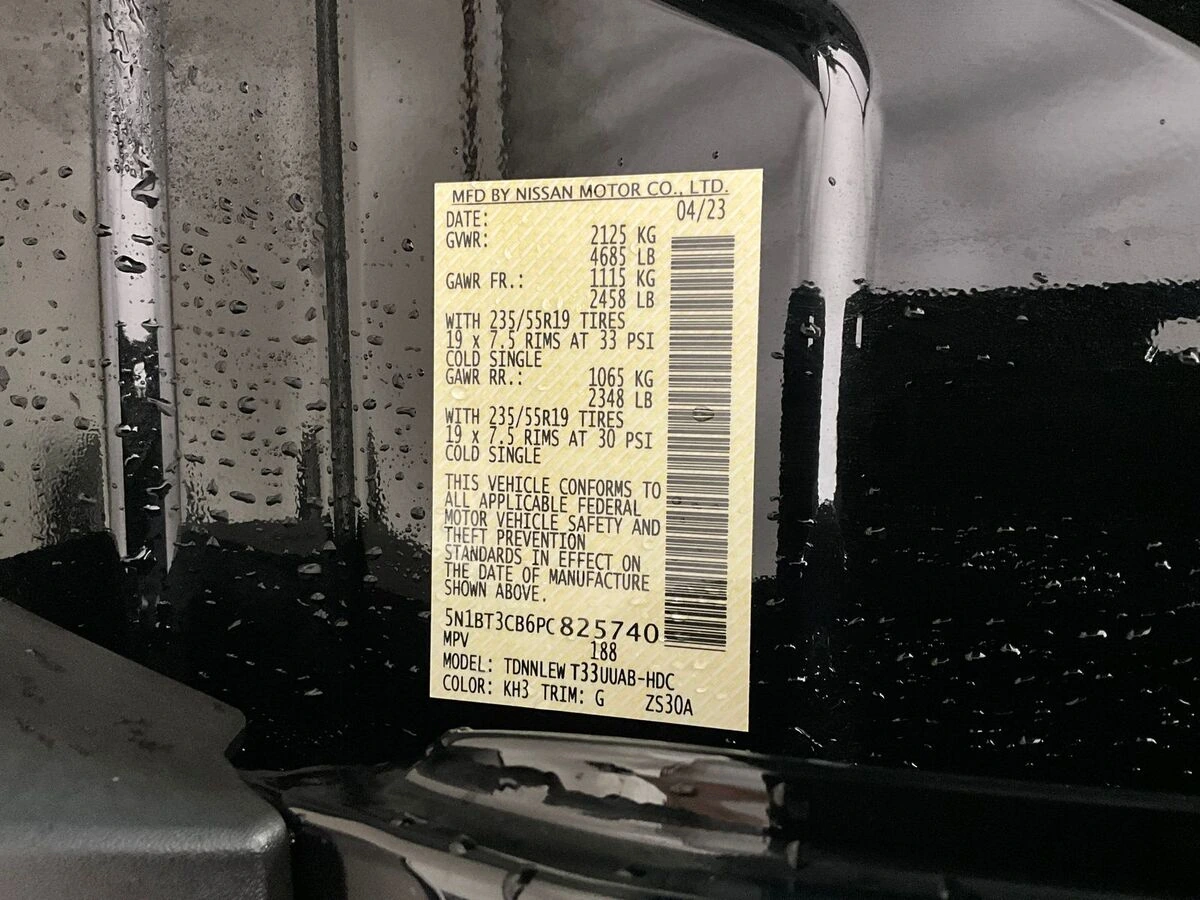 MFD BY NISSAN MOTOR CO., LTD.
DATE: 04/23
GVWR: 2125 KG
4685 LB
GAWR FR.: 1115 KG
2458 LB
WITH 235/55R19 TIRES
19 x 7.5 RIMS AT 33 PSI
COLD SINGLE
GAWR RR.: 1065 KG
2348 LB
WITH 235/55R19 TIRES
19 x 7.5 RIMS AT 30 PSI
COLD SINGLE
THIS VEHICLE CONFORMS TO
ALL APPLICABLE FEDERAL
MOTOR VEHICLE SAFETY AND
THEFT PREVENTION
STANDARDS IN EFFECT ON
THE DATE OF MANUFACTURE
SHOWN ABOVE.
5N1BT3CB6PC825740
MPV 188
MODEL: TDNNLEW T33UUAB-HDC
COLOR: KH3 TRIM: G ZS30A